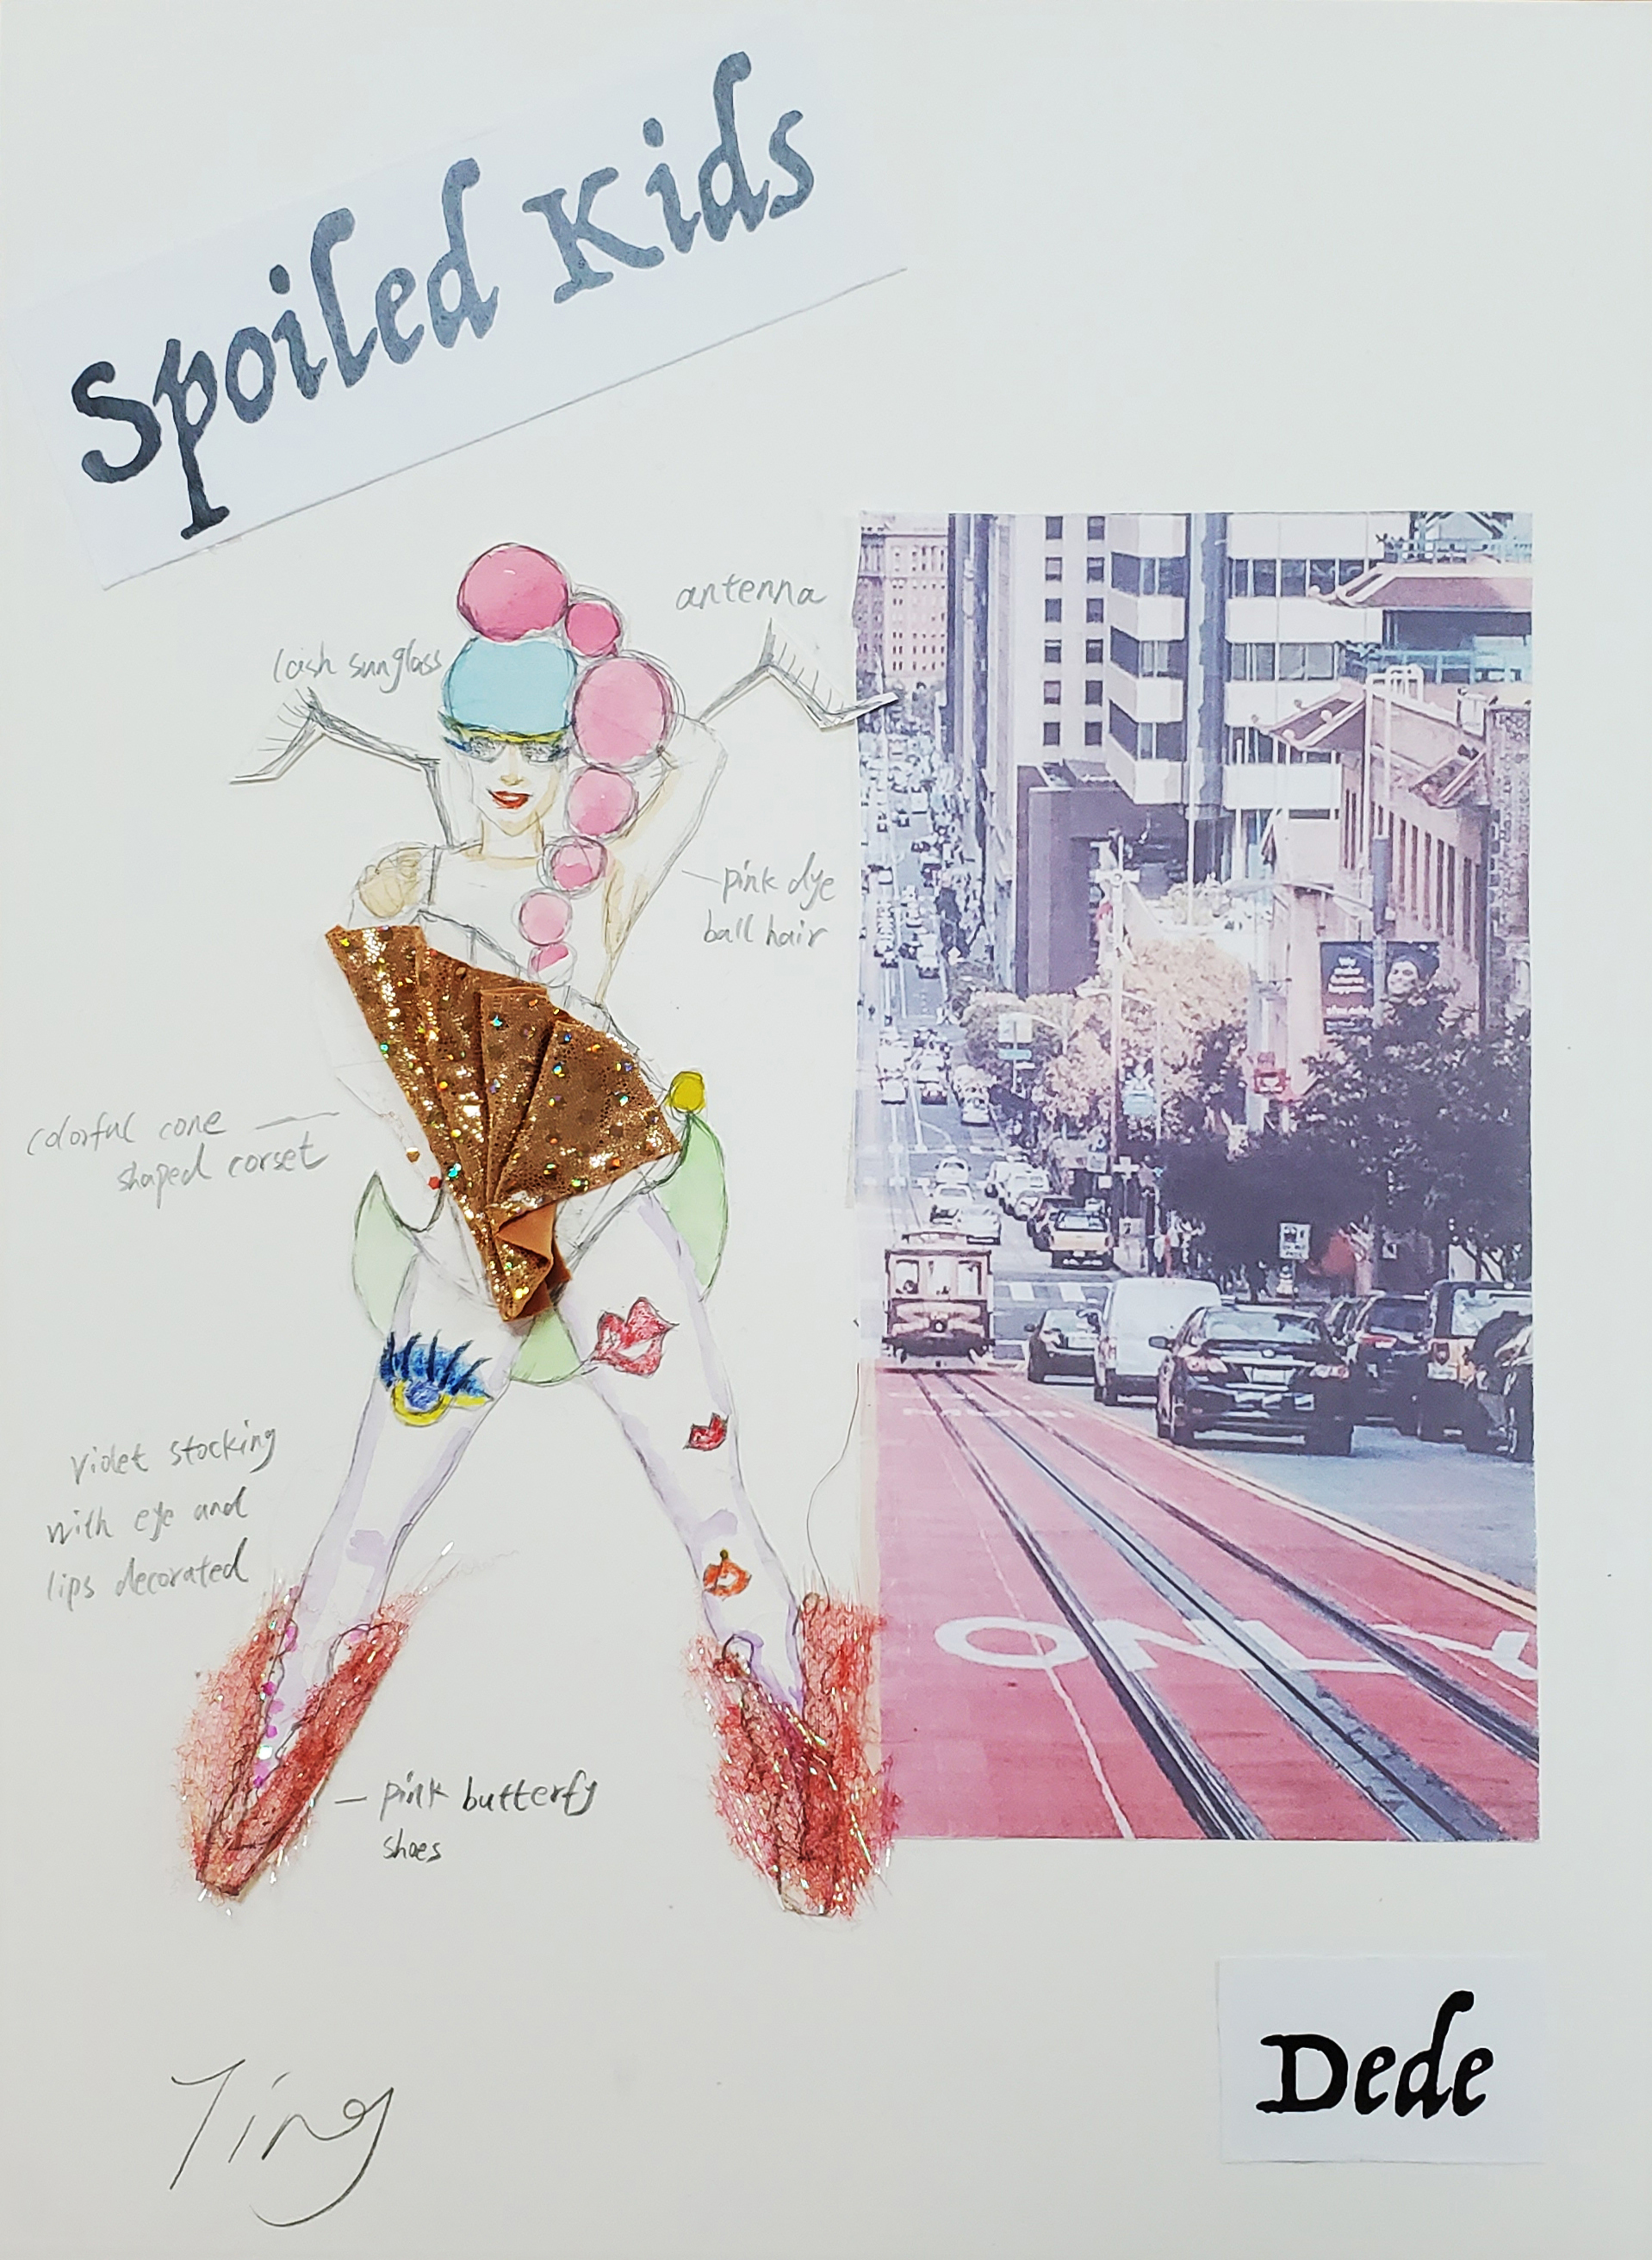 Spoiled Kids
antenna
lash sunglass
pink dye
ball hair
colorful cone
shaped corset
violet stocking
with eye and
lips decorated
ONLY
pink butterfy
shoes
Dede
Ting